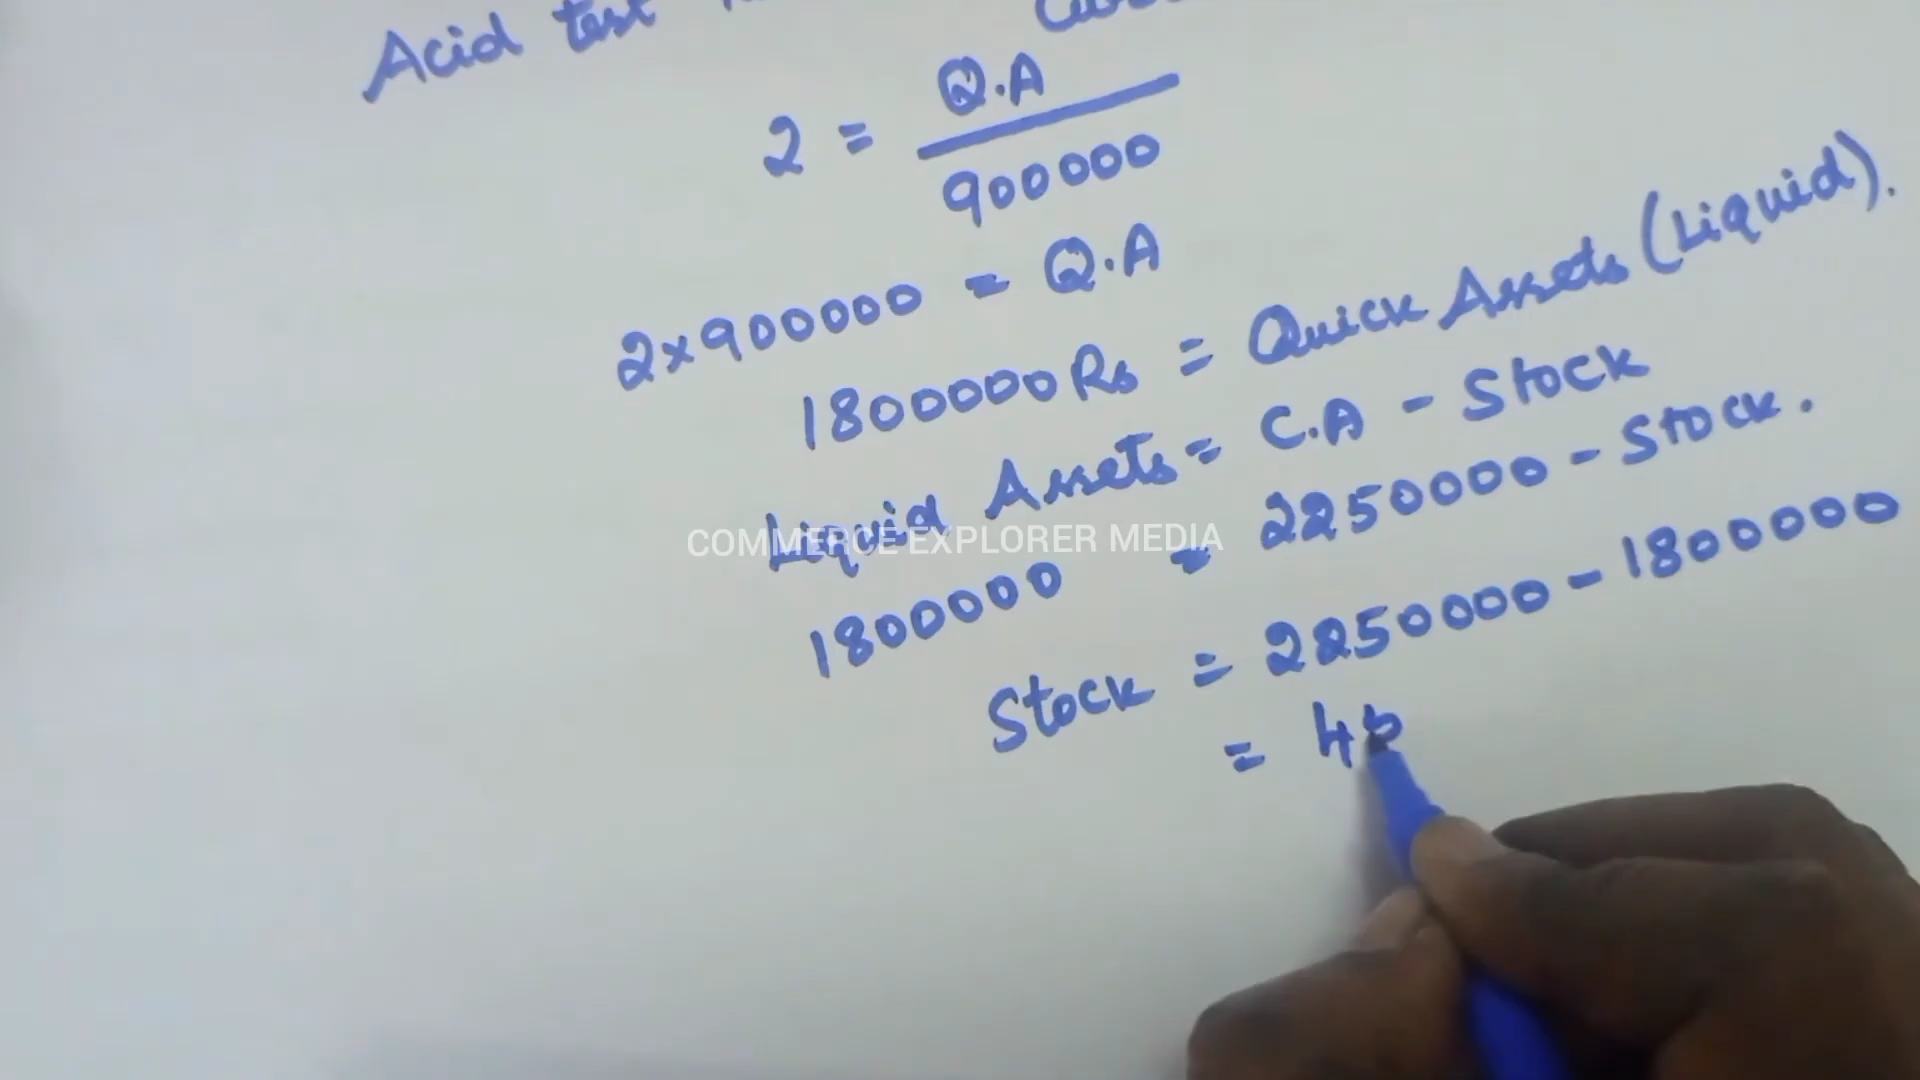 Acid test
2 = Q.A
900000
2×900000 = Q.A
1800000 Rs = Quick Assets (Liquid).
Liquid Assets = C.A - Stock
1800000 = 2250000 - Stock.
COMMERCE EXPLORER MEDIA
Stock = 2250000 - 1800000
= 45